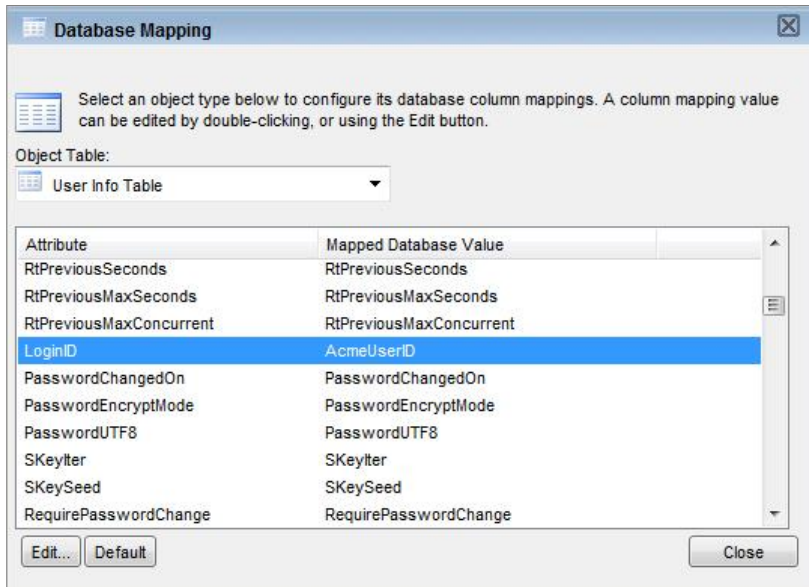 Database Mapping
Select an object type below to configure its database column mappings. A column mapping value
can be edited by double-clicking, or using the Edit button.
Object Table:
User Info Table
Attribute Mapped Database Value
RtPreviousSeconds RtPreviousSeconds
RtPreviousMaxSeconds RtPreviousMaxSeconds
RtPreviousMaxConcurrent RtPreviousMaxConcurrent
LoginID AcmeUserID
PasswordChangedOn PasswordChangedOn
PasswordEncryptMode PasswordEncryptMode
PasswordUTF8 PasswordUTF8
SKeyIter SKeyIter
SKeySeed SKeySeed
RequirePasswordChange RequirePasswordChange
Edit... Default Close